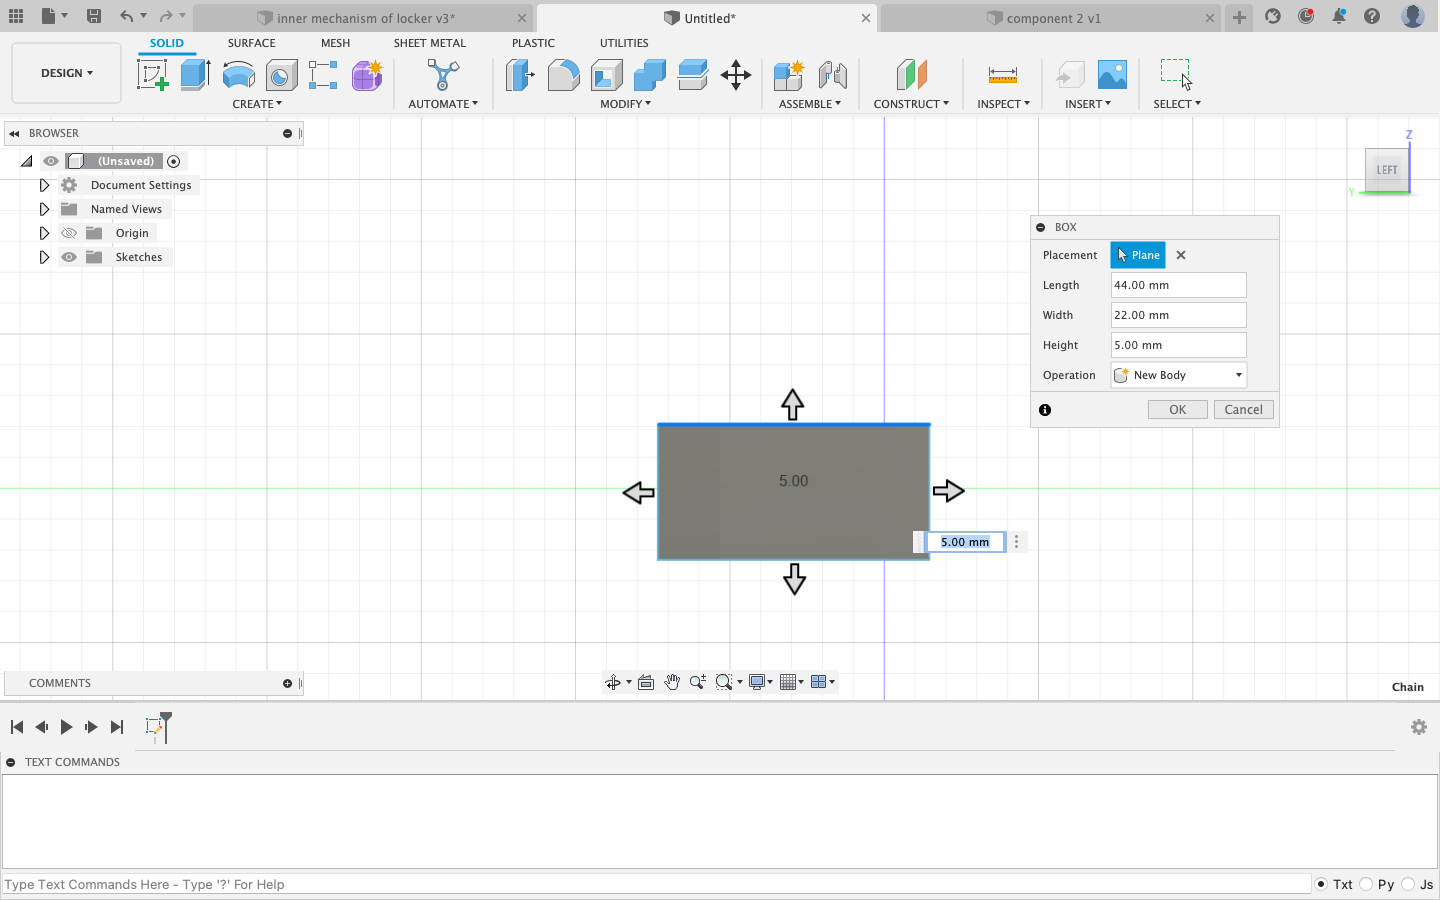 inner mechanism of locker v3*
Untitled*
component 2 v1
DESIGN
SOLID
SURFACE
MESH
SHEET METAL
PLASTIC
UTILITIES
CREATE
AUTOMATE
MODIFY
ASSEMBLE
CONSTRUCT
INSPECT
INSERT
SELECT
BROWSER
(Unsaved)
Document Settings
Named Views
Origin
Sketches
Z
LEFT
Y
BOX
Placement Plane
Length 44.00 mm
Width 22.00 mm
Height 5.00 mm
Operation New Body
OK Cancel
5.00
5.00 mm
COMMENTS
Chain
TEXT COMMANDS
Type Text Commands Here - Type '?' For Help
Txt Py Js